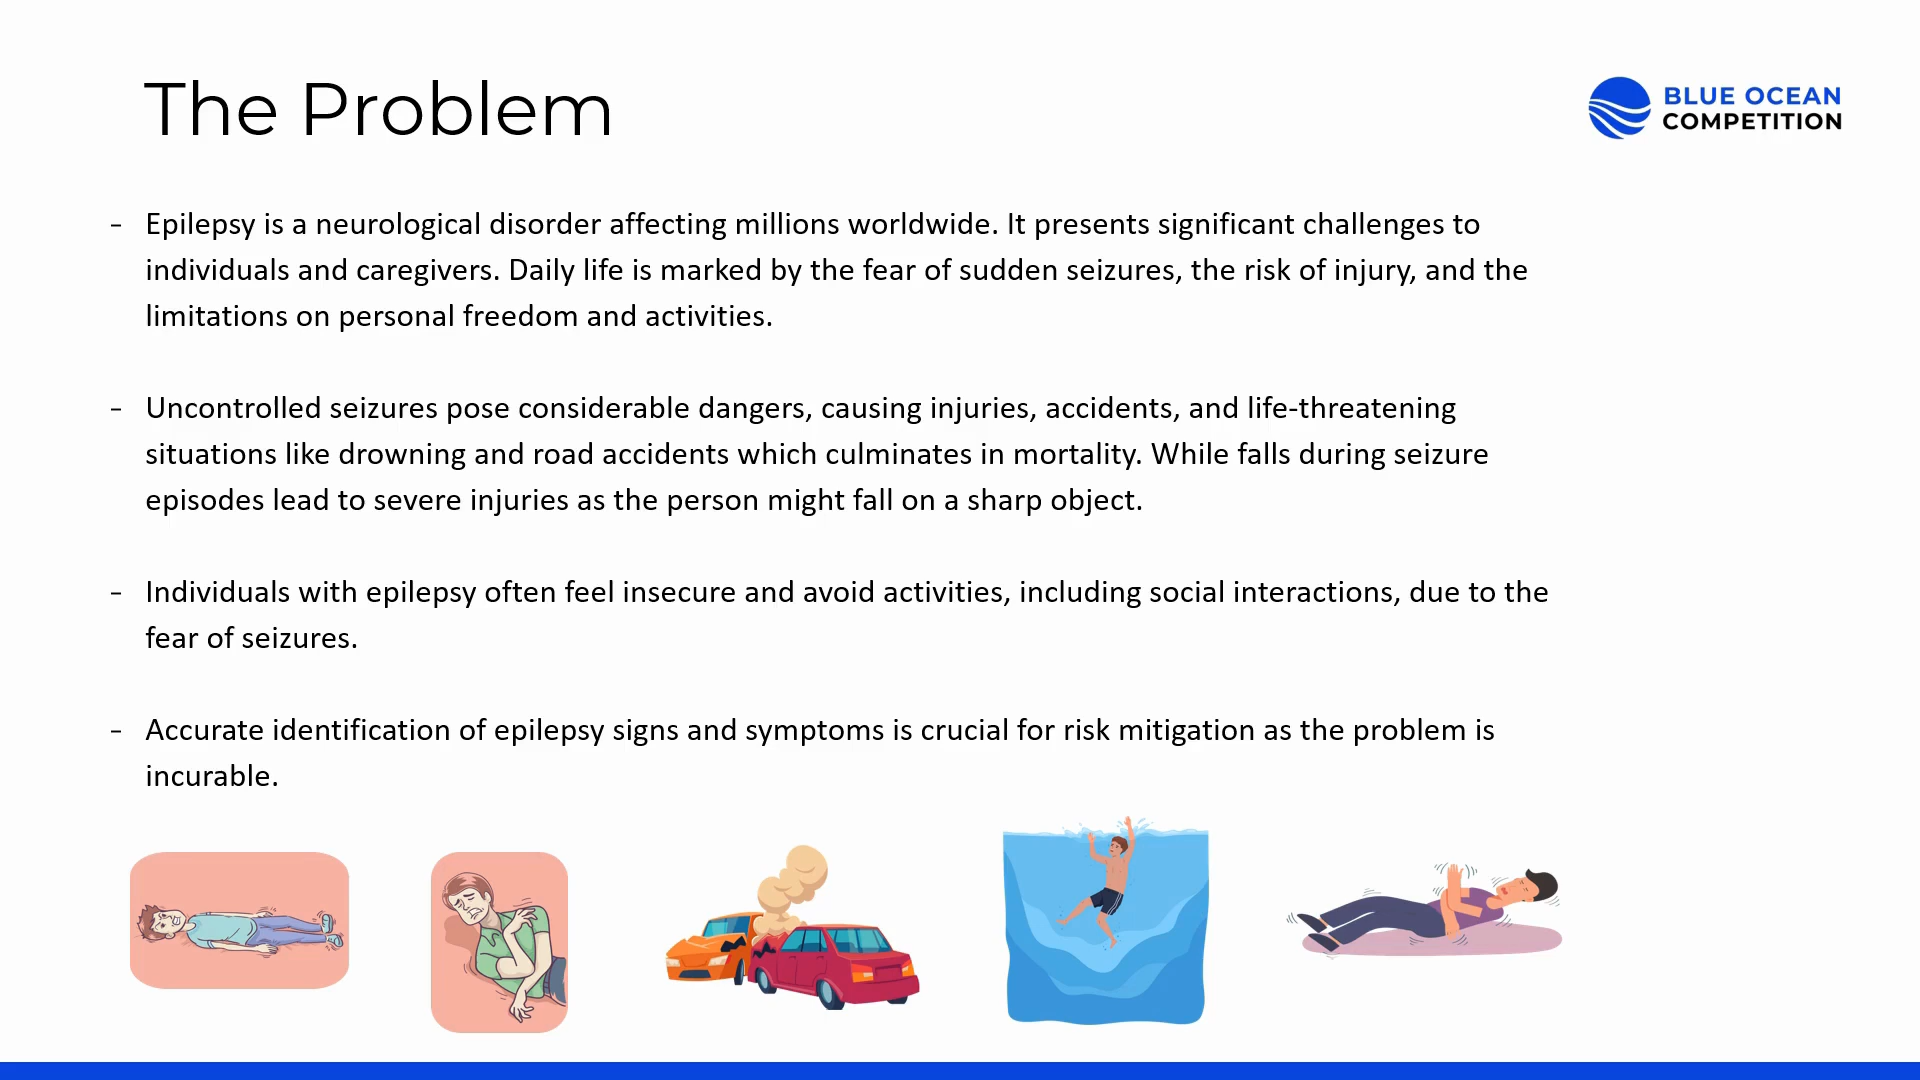 The Problem
BLUE OCEAN
COMPETITION
- Epilepsy is a neurological disorder affecting millions worldwide. It presents significant challenges to
individuals and caregivers. Daily life is marked by the fear of sudden seizures, the risk of injury, and the
limitations on personal freedom and activities.
- Uncontrolled seizures pose considerable dangers, causing injuries, accidents, and life-threatening
situations like drowning and road accidents which culminates in mortality. While falls during seizure
episodes lead to severe injuries as the person might fall on a sharp object.
- Individuals with epilepsy often feel insecure and avoid activities, including social interactions, due to the
fear of seizures.
- Accurate identification of epilepsy signs and symptoms is crucial for risk mitigation as the problem is
incurable.